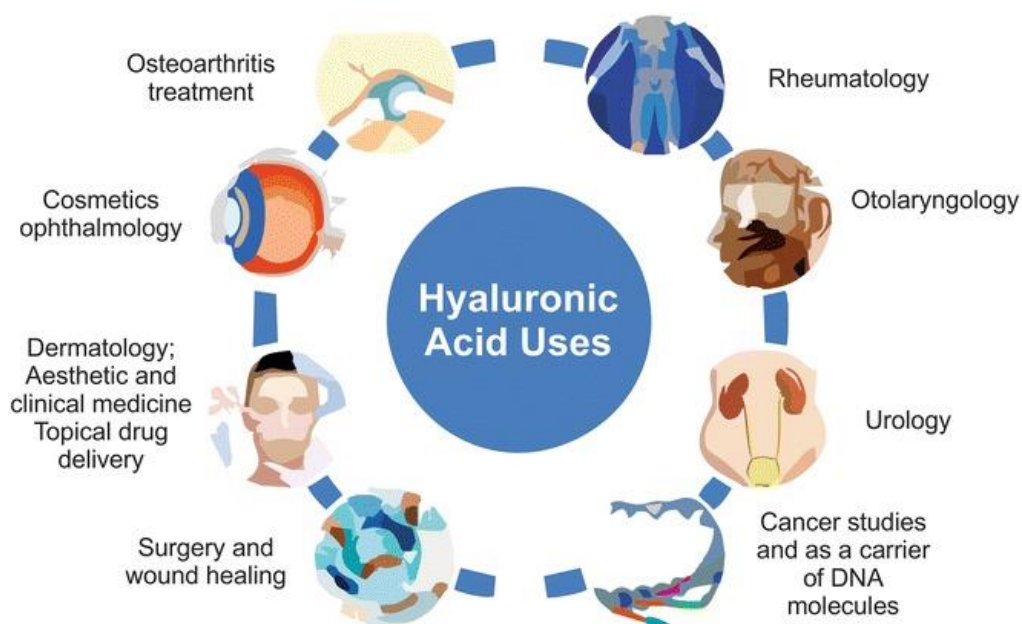 Osteoarthritis
treatment
Rheumatology
Cosmetics
ophthalmology
Otolaryngology
Hyaluronic
Acid Uses
Dermatology;
Aesthetic and
clinical medicine
Topical drug
delivery
Urology
Surgery and
wound healing
Cancer studies
and as a carrier
of DNA
molecules